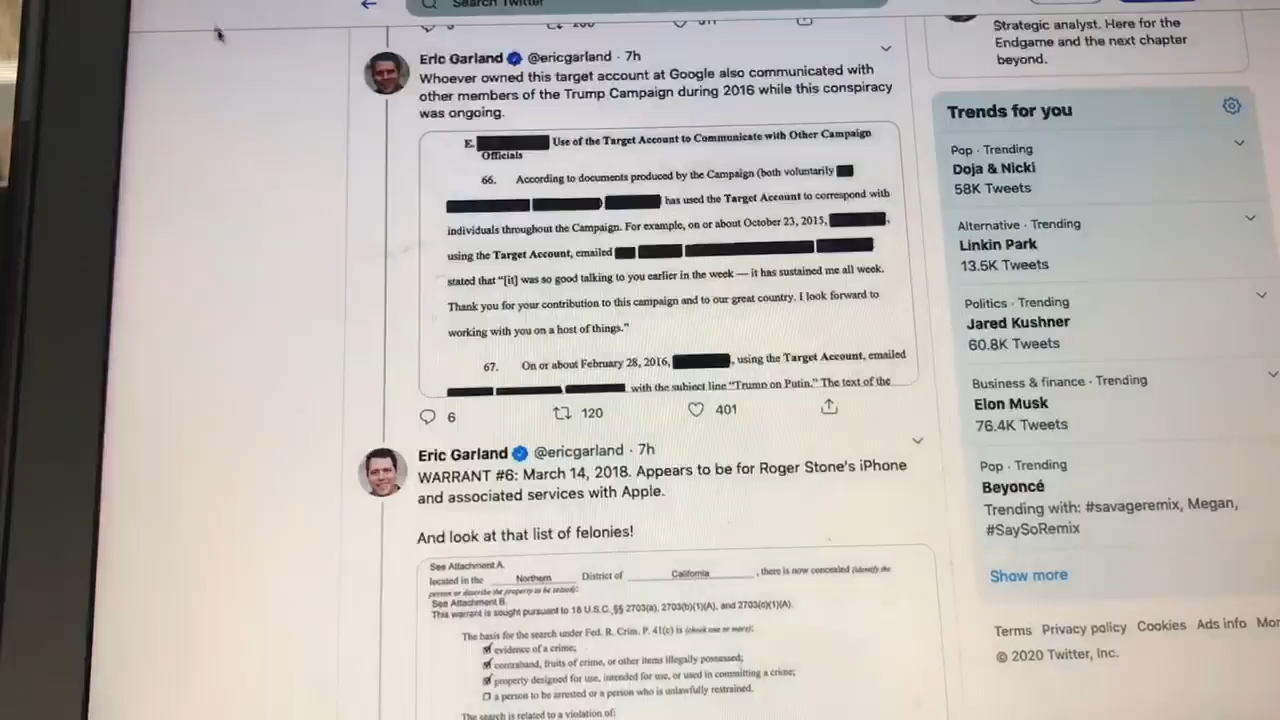 Search Twitter
Eric Garland @ericgarland · 7h
Whoever owned this target account at Google also communicated with
other members of the Trump Campaign during 2016 while this conspiracy
was ongoing.
E. Use of the Target Account to Communicate with Other Campaign
Officials
66. According to documents produced by the Campaign (both voluntarily
) has used the Target Account to correspond with
individuals throughout the Campaign. For example, on or about October 23, 2015, ,
using the Target Account, emailed
stated that "[it] was so good talking to you earlier in the week — it has sustained me all week.
Thank you for your contribution to this campaign and to our great country. I look forward to
working with you on a host of things."
67. On or about February 28, 2016, , using the Target Account, emailed
with the subject line "Trump on Putin." The text of the
6 120 401
Eric Garland @ericgarland · 7h
WARRANT #6: March 14, 2018. Appears to be for Roger Stone's iPhone
and associated services with Apple.
And look at that list of felonies!
See Attachment A.
located in the Northern District of California , there is now concealed (identify the
person or describe the property to be seized):
See Attachment B.
This warrant is sought pursuant to 18 U.S.C. §§ 2703(a), 2703(b)(1)(A), and 2703(c)(1)(A).
The basis for the search under Fed. R. Crim. P. 41(c) is (check one or more):
evidence of a crime;
contraband, fruits of crime, or other items illegally possessed;
property designed for use, intended for use, or used in committing a crime;
a person to be arrested or a person who is unlawfully restrained.
The search is related to a violation of:
Strategic analyst. Here for the
Endgame and the next chapter
beyond.
Trends for you
Pop · Trending
Doja & Nicki
58K Tweets
Alternative · Trending
Linkin Park
13.5K Tweets
Politics · Trending
Jared Kushner
60.8K Tweets
Business & finance · Trending
Elon Musk
76.4K Tweets
Pop · Trending
Beyoncé
Trending with: #savageremix, Megan,
#SaySoRemix
Show more
Terms Privacy policy Cookies Ads info Mor
© 2020 Twitter, Inc.